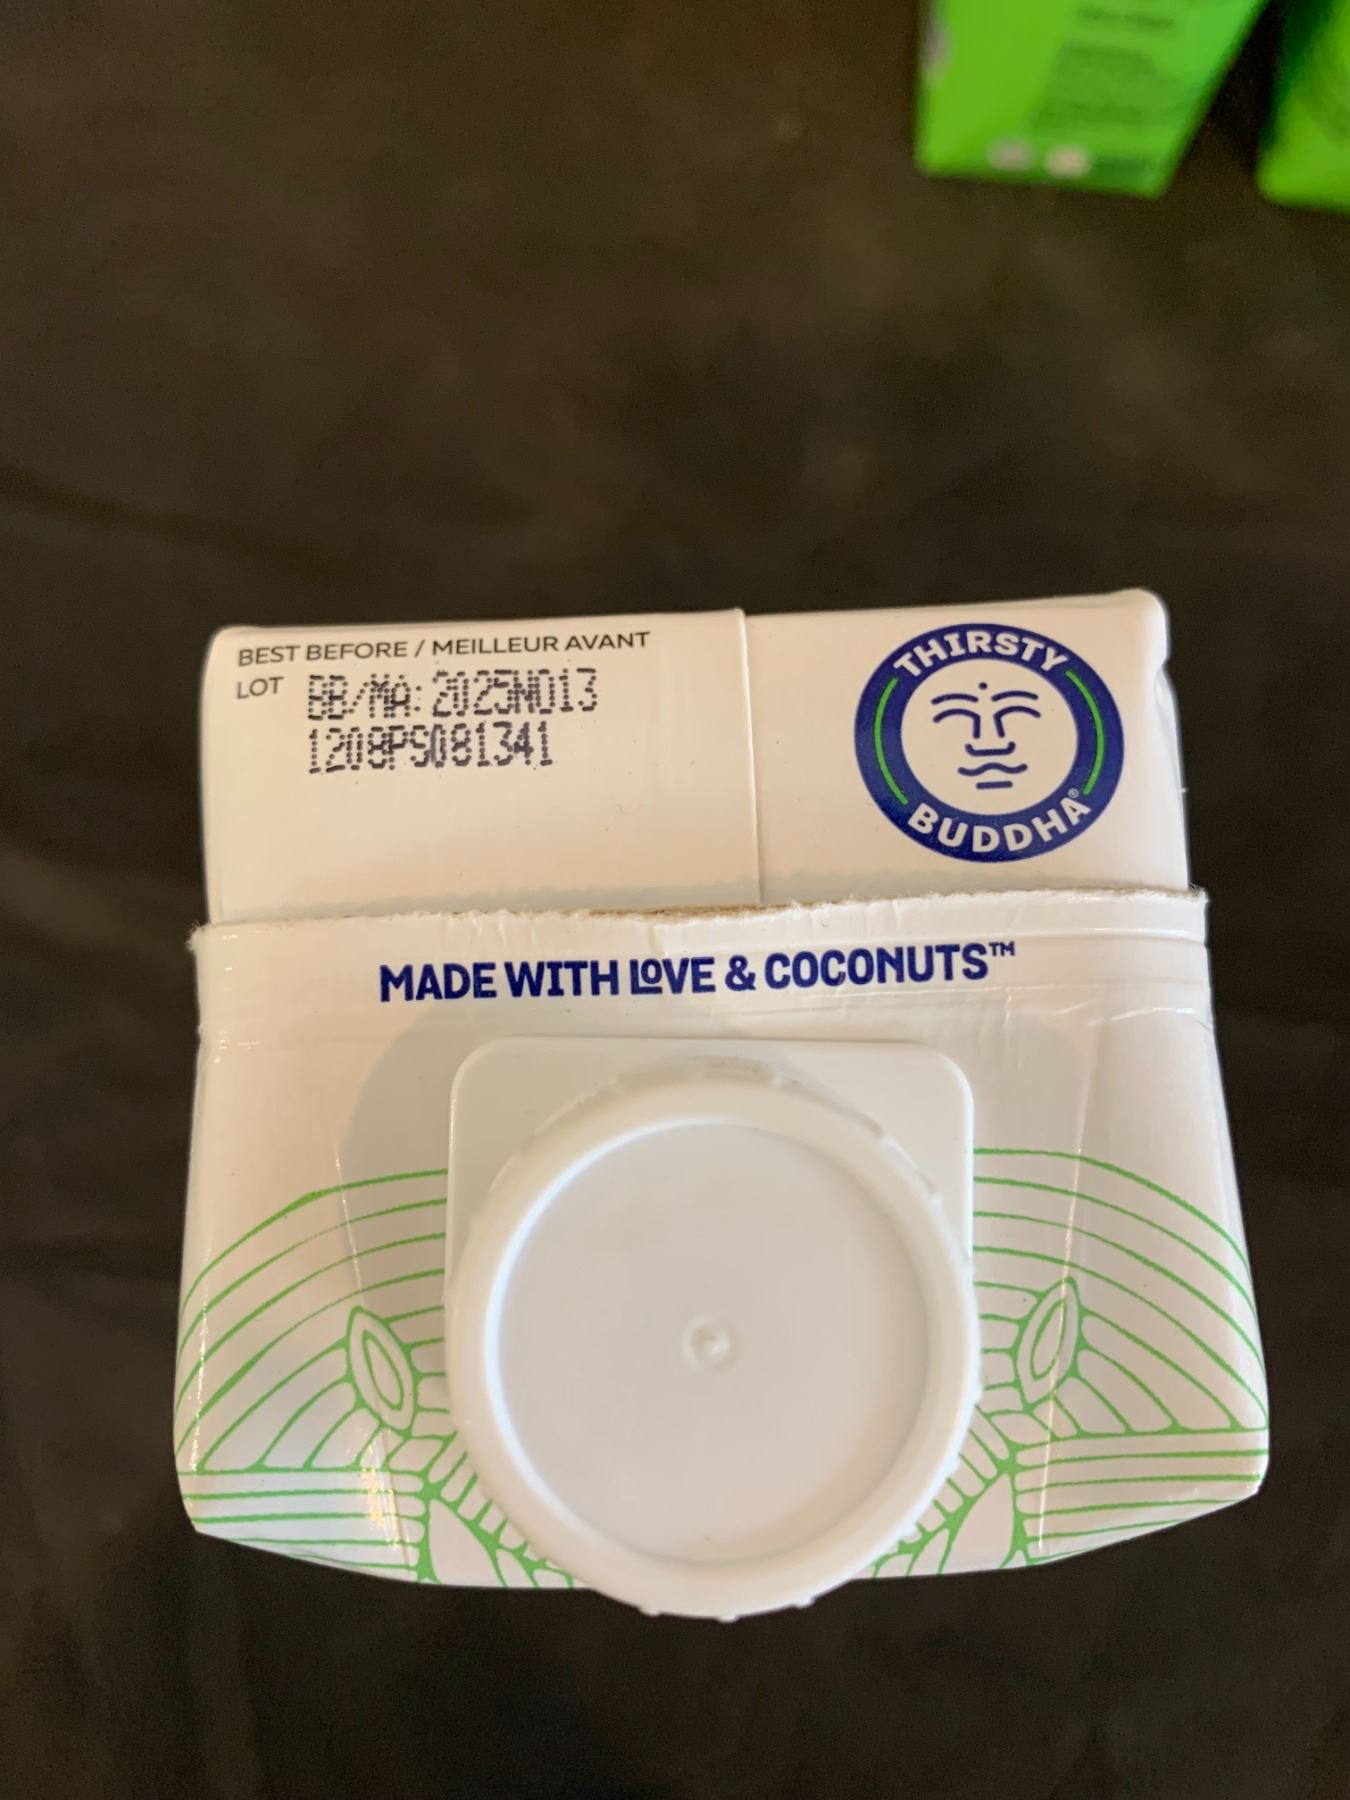 BEST BEFORE / MEILLEUR AVANT
LOT BB/MA: 2025NO13
1208PS081341
THIRSTY
BUDDHA®
MADE WITH LOVE & COCONUTS™